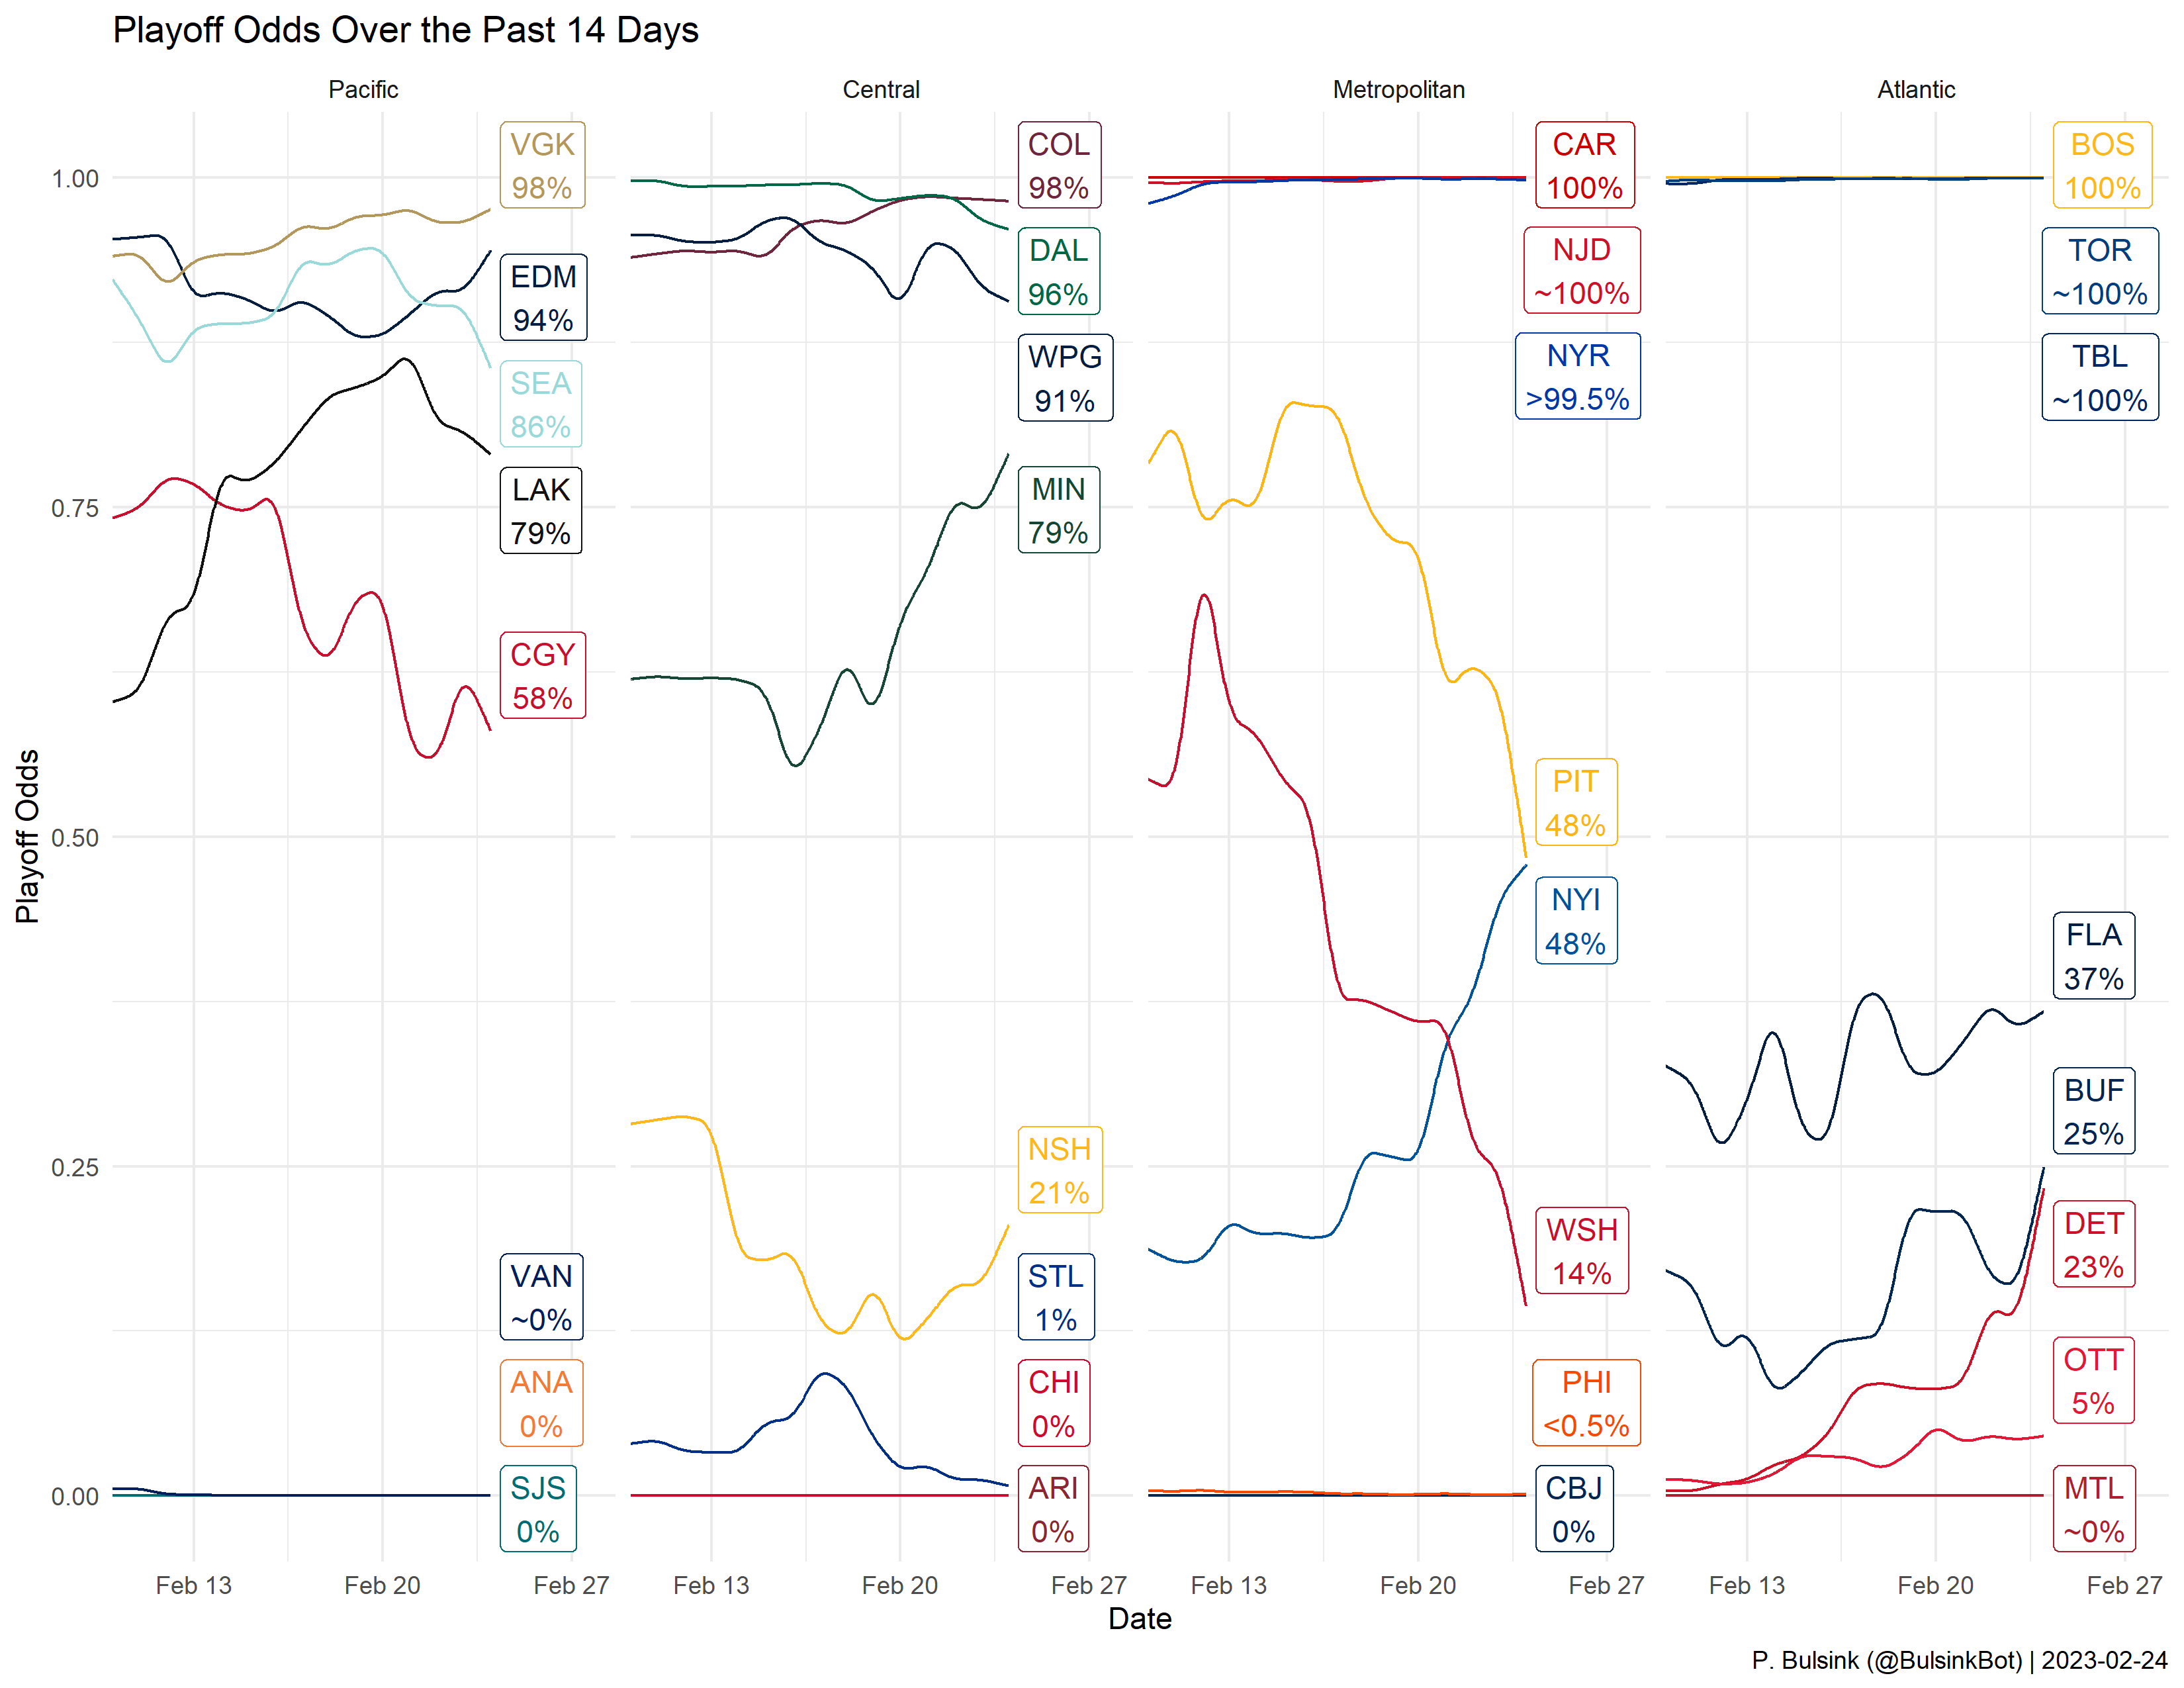 Playoff Odds Over the Past 14 Days
Pacific
Central
Metropolitan
Atlantic
Playoff Odds
1.00
0.75
0.50
0.25
0.00
VGK
98%
EDM
94%
SEA
86%
LAK
79%
CGY
58%
VAN
~0%
ANA
0%
SJS
0%
COL
98%
DAL
96%
WPG
91%
MIN
79%
NSH
21%
STL
1%
CHI
0%
ARI
0%
CAR
100%
NJD
~100%
NYR
>99.5%
PIT
48%
NYI
48%
WSH
14%
PHI
<0.5%
CBJ
0%
BOS
100%
TOR
~100%
TBL
~100%
FLA
37%
BUF
25%
DET
23%
OTT
5%
MTL
~0%
Feb 13
Feb 20
Feb 27
Feb 13
Feb 20
Feb 27
Feb 13
Feb 20
Feb 27
Feb 13
Feb 20
Feb 27
Date
P. Bulsink (@BulsinkBot) | 2023-02-24